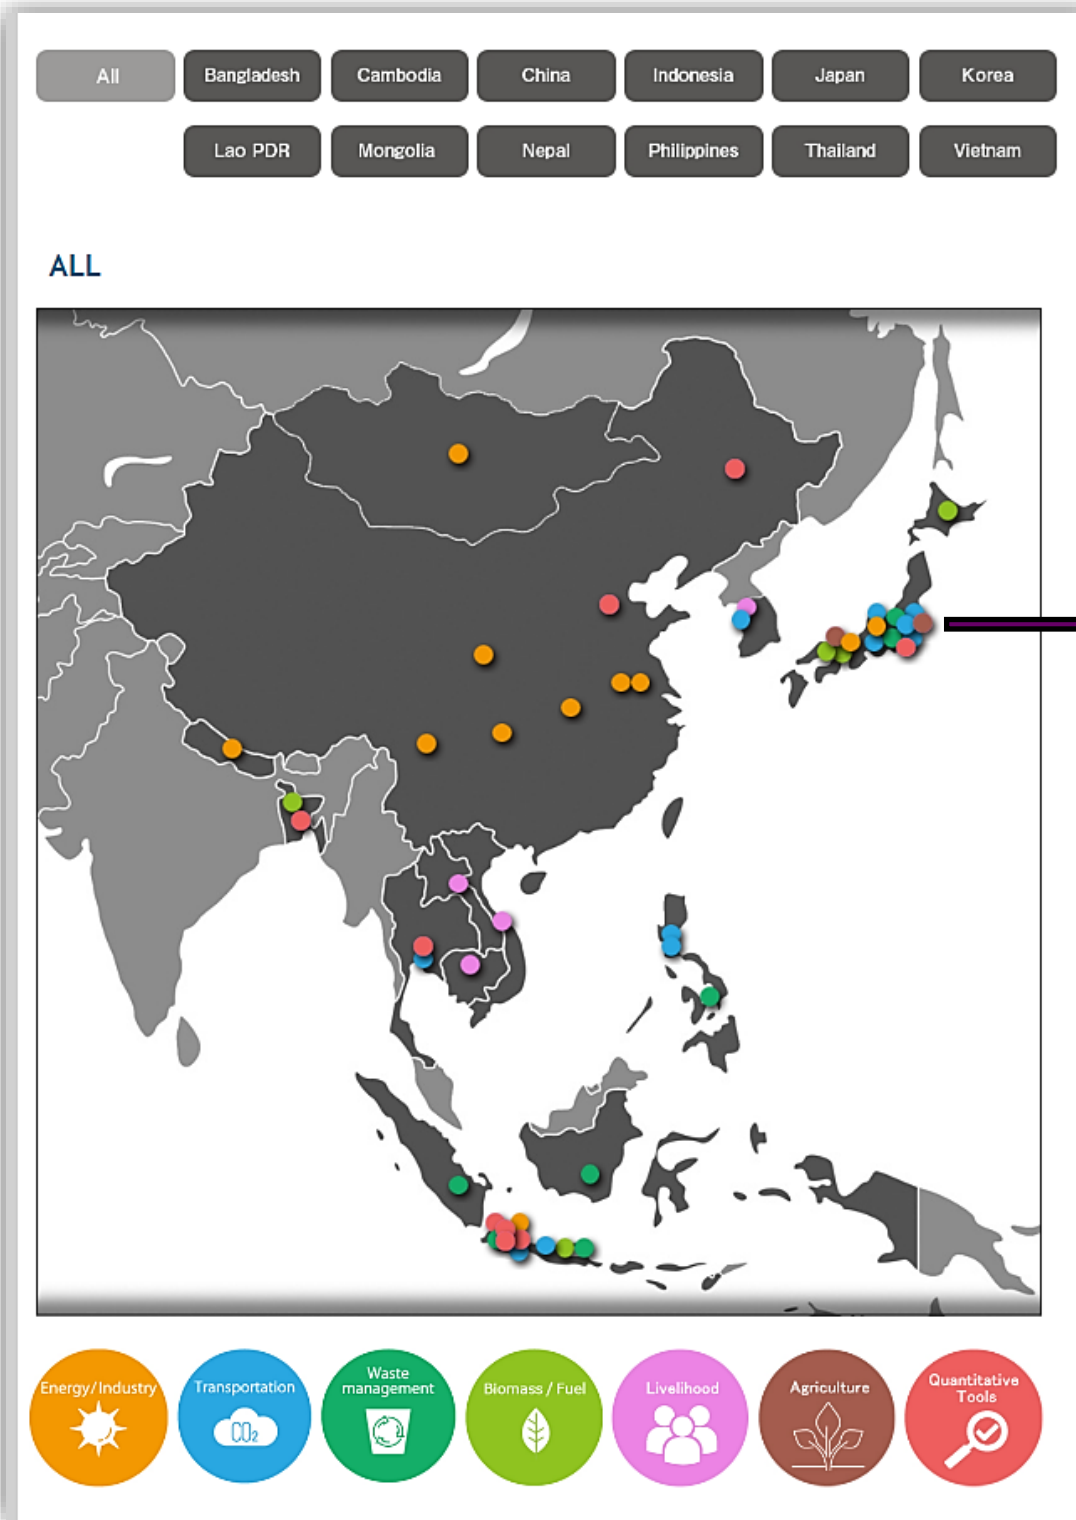 All Bangladesh Cambodia China Indonesia Japan Korea
Lao PDR Mongolia Nepal Philippines Thailand Vietnam
ALL
Energy/Industry
Transportation
CO₂
Waste
management
Biomass / Fuel
Livelihood
Agriculture
Quantitative
Tools